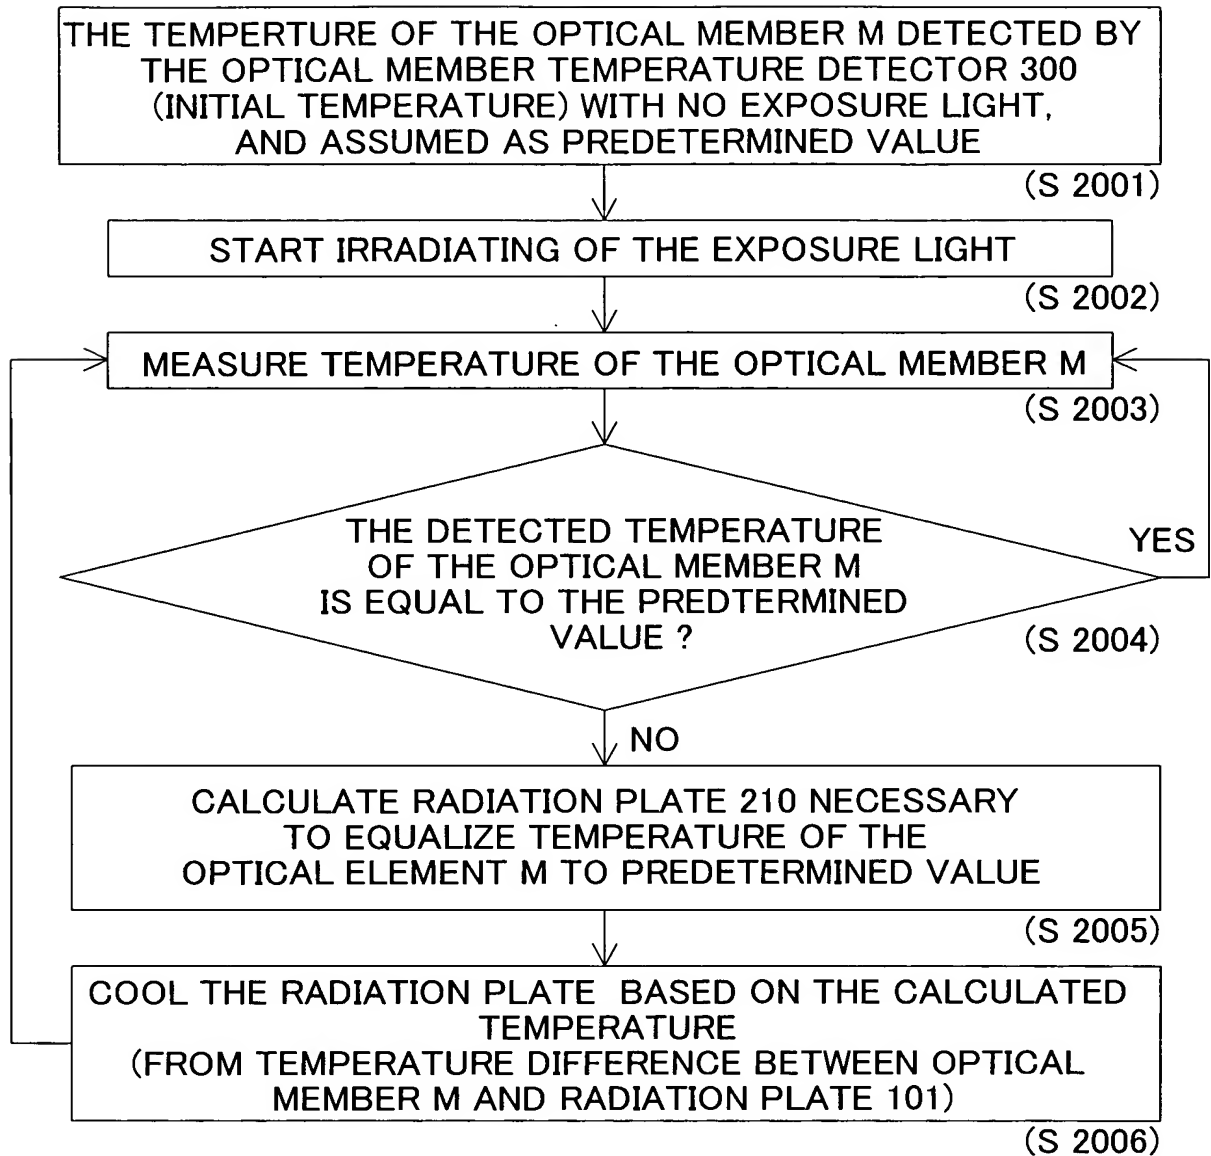 THE TEMPERTURE OF THE OPTICAL MEMBER M DETECTED BY
THE OPTICAL MEMBER TEMPERATURE DETECTOR 300
(INITIAL TEMPERATURE) WITH NO EXPOSURE LIGHT,
AND ASSUMED AS PREDETERMINED VALUE
(S 2001)
START IRRADIATING OF THE EXPOSURE LIGHT
(S 2002)
MEASURE TEMPERATURE OF THE OPTICAL MEMBER M
(S 2003)
THE DETECTED TEMPERATURE
OF THE OPTICAL MEMBER M
IS EQUAL TO THE PREDTERMINED
VALUE ?
YES
(S 2004)
NO
CALCULATE RADIATION PLATE 210 NECESSARY
TO EQUALIZE TEMPERATURE OF THE
OPTICAL ELEMENT M TO PREDETERMINED VALUE
(S 2005)
COOL THE RADIATION PLATE BASED ON THE CALCULATED
TEMPERATURE
(FROM TEMPERATURE DIFFERENCE BETWEEN OPTICAL
MEMBER M AND RADIATION PLATE 101)
(S 2006)